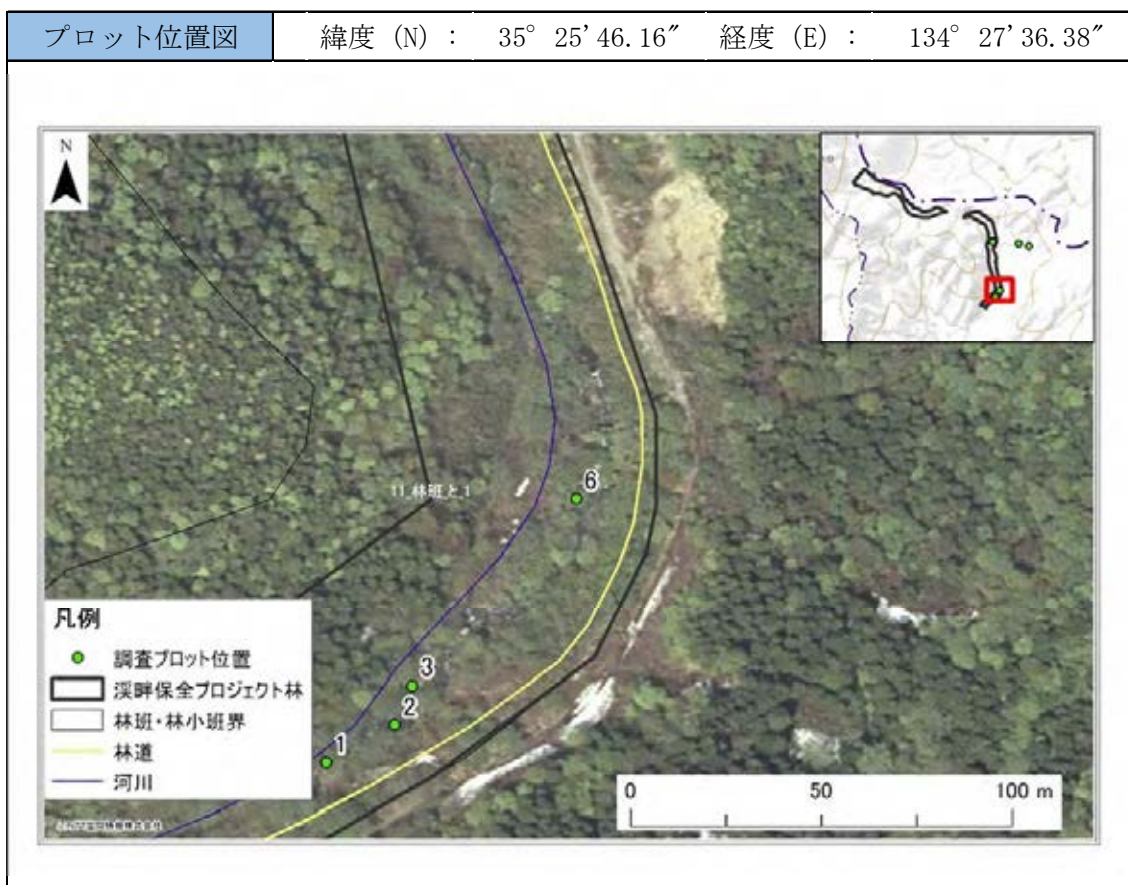 プロット位置図 緯度 (N) : 35° 25' 46.16″ 経度 (E) : 134° 27' 36.38″
N
6
11_林班_と_1
3
2
1
凡例
調査プロット位置
渓畔保全プロジェクト林
林班・林小班界
林道
河川
0 50 100 m